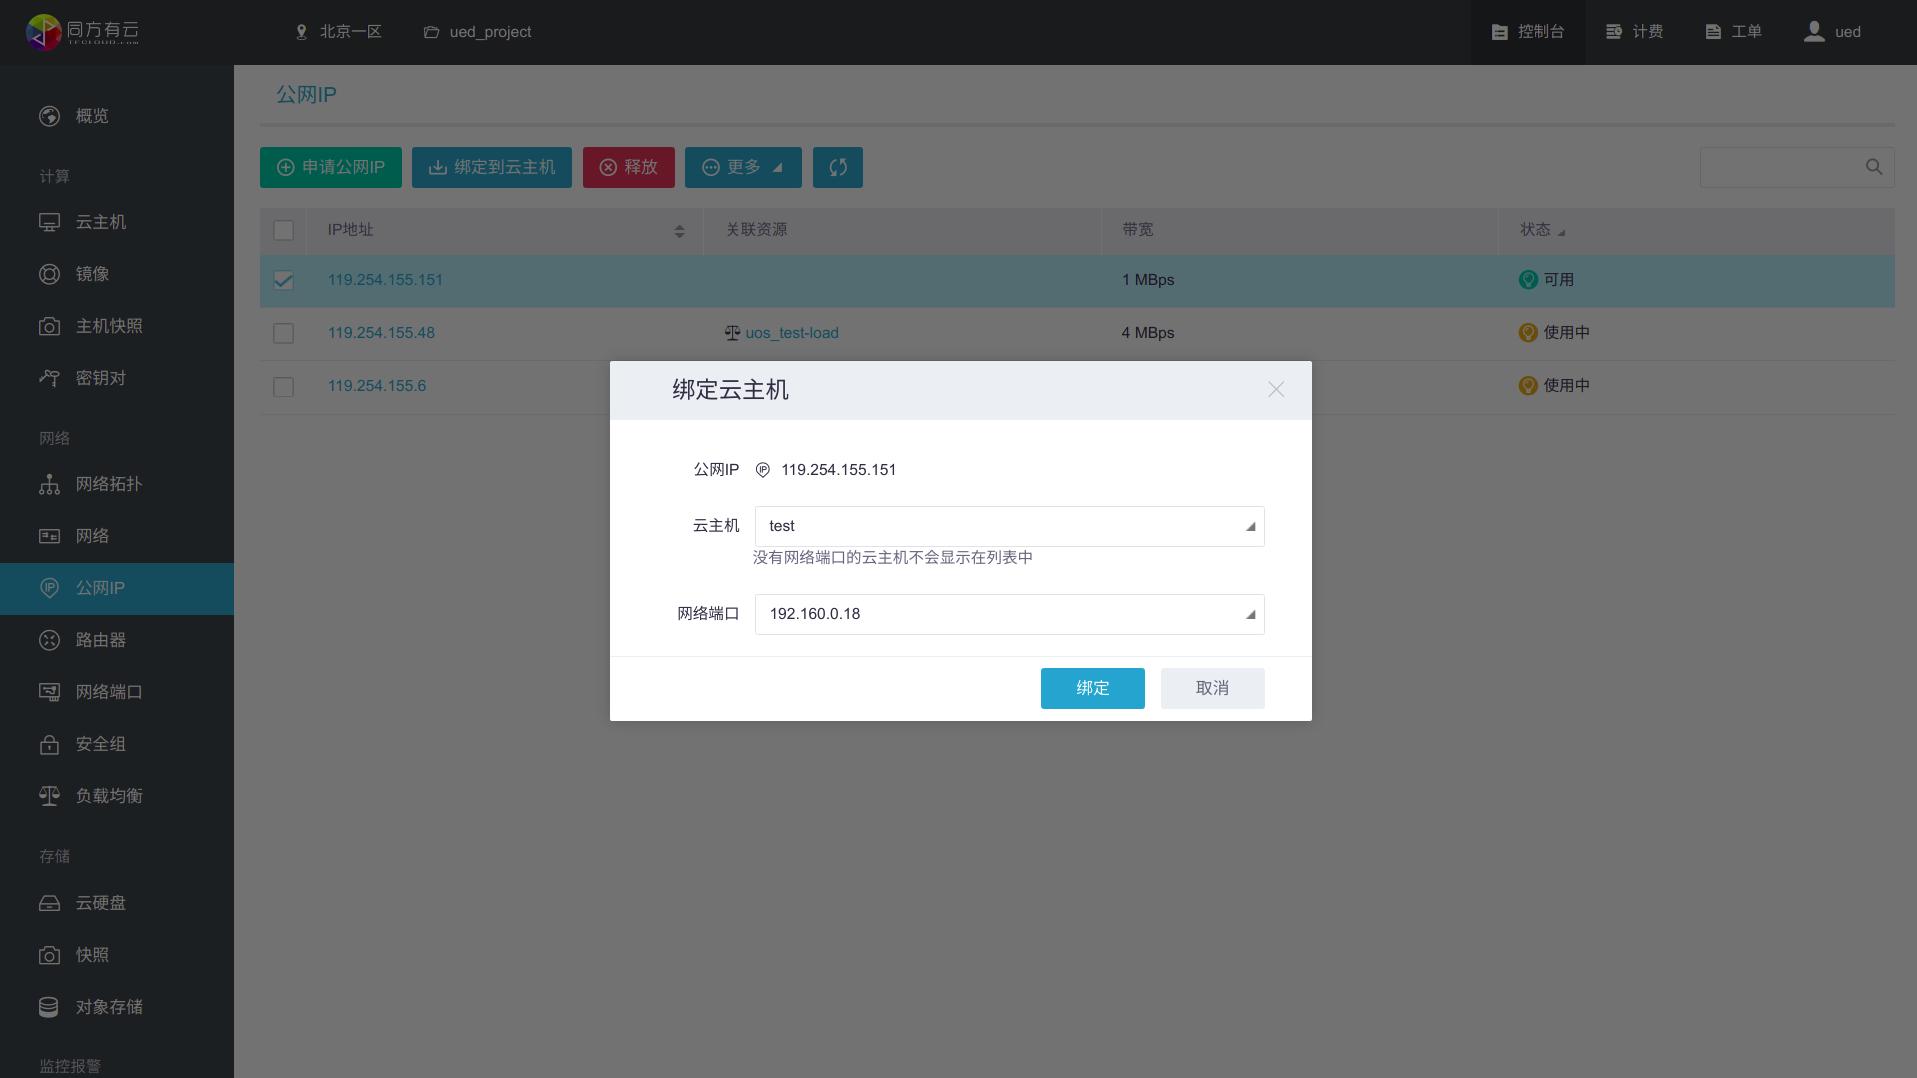 同方有云
TFCLOUD.com
北京一区
ued_project
控制台
计费
工单
ued
概览
计算
云主机
镜像
主机快照
密钥对
网络
网络拓扑
网络
公网IP
路由器
网络端口
安全组
负载均衡
存储
云硬盘
快照
对象存储
监控报警
公网IP
申请公网IP
绑定到云主机
释放
更多
IP地址
关联资源
带宽
状态
119.254.155.151
1 MBps
可用
119.254.155.48
uos_test-load
4 MBps
使用中
119.254.155.6
使用中
绑定云主机
公网IP
IP
119.254.155.151
云主机
test
没有网络端口的云主机不会显示在列表中
网络端口
192.160.0.18
绑定
取消